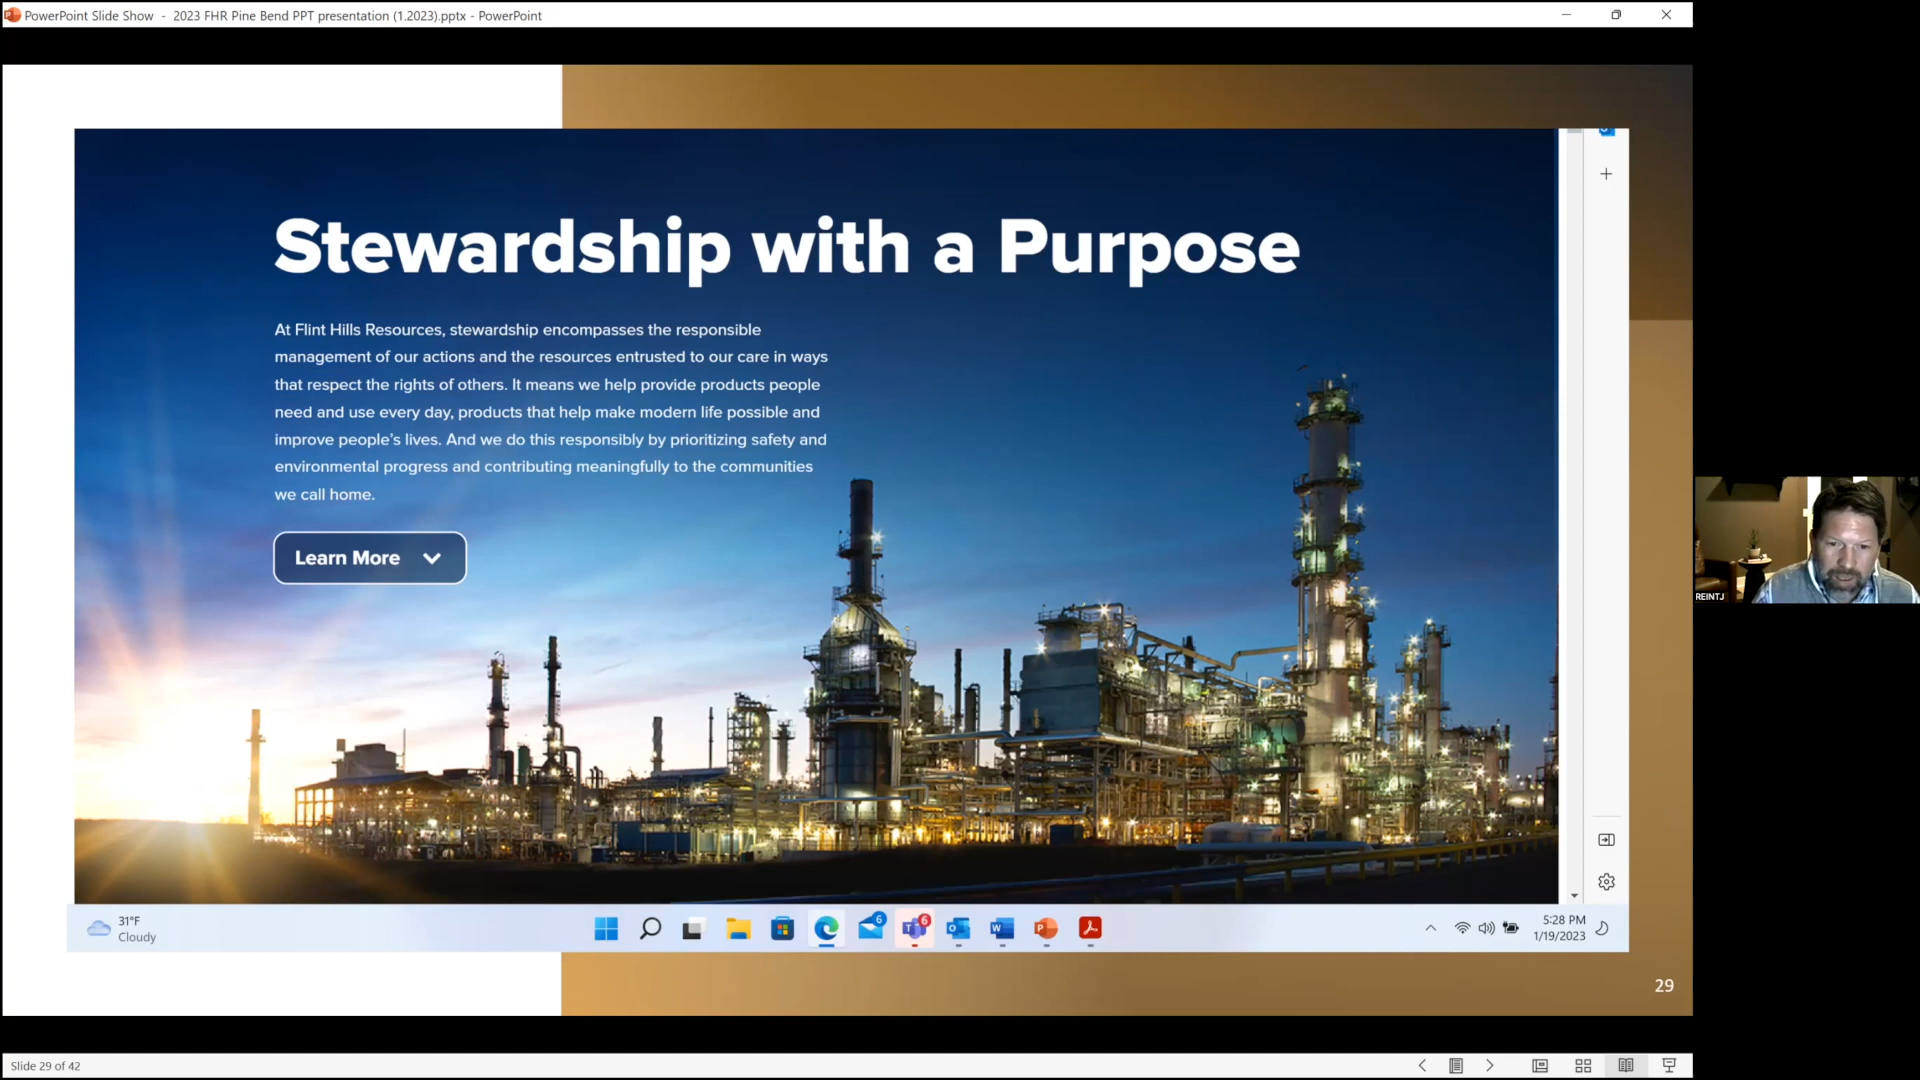 PowerPoint Slide Show - 2023 FHR Pine Bend PPT presentation (1.2023).pptx - PowerPoint
Stewardship with a Purpose
At Flint Hills Resources, stewardship encompasses the responsible
management of our actions and the resources entrusted to our care in ways
that respect the rights of others. It means we help provide products people
need and use every day, products that help make modern life possible and
improve people's lives. And we do this responsibly by prioritizing safety and
environmental progress and contributing meaningfully to the communities
we call home.
Learn More
REINTJ
31°F
Cloudy
6
6
5:28 PM
1/19/2023
29
Slide 29 of 42